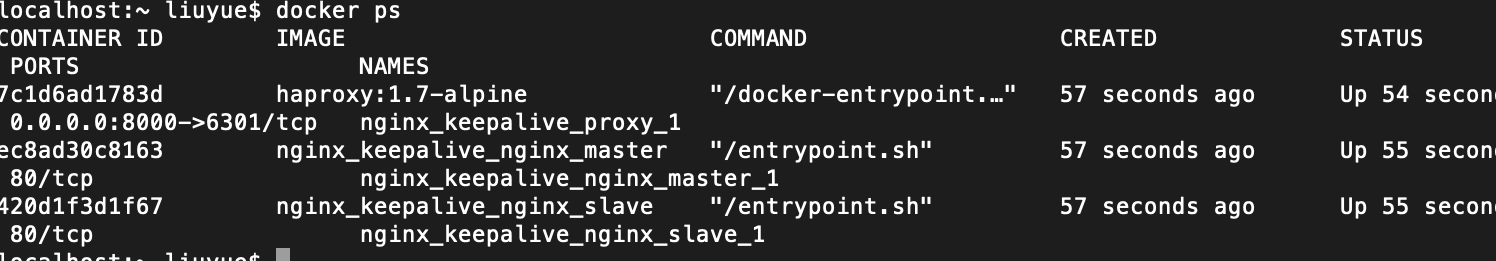 localhost:~ liuyue$ docker ps
CONTAINER ID        IMAGE                          COMMAND                  CREATED             STATUS
 PORTS                    NAMES
7c1d6ad1783d        haproxy:1.7-alpine             "/docker-entrypoint.…"   57 seconds ago      Up 54 secon
 0.0.0.0:8000->6301/tcp   nginx_keepalive_proxy_1
ec8ad30c8163        nginx_keepalive_nginx_master   "/entrypoint.sh"         57 seconds ago      Up 55 secon
 80/tcp                   nginx_keepalive_nginx_master_1
420d1f3d1f67        nginx_keepalive_nginx_slave    "/entrypoint.sh"         57 seconds ago      Up 55 secon
 80/tcp                   nginx_keepalive_nginx_slave_1
localhost:~ liuyue$